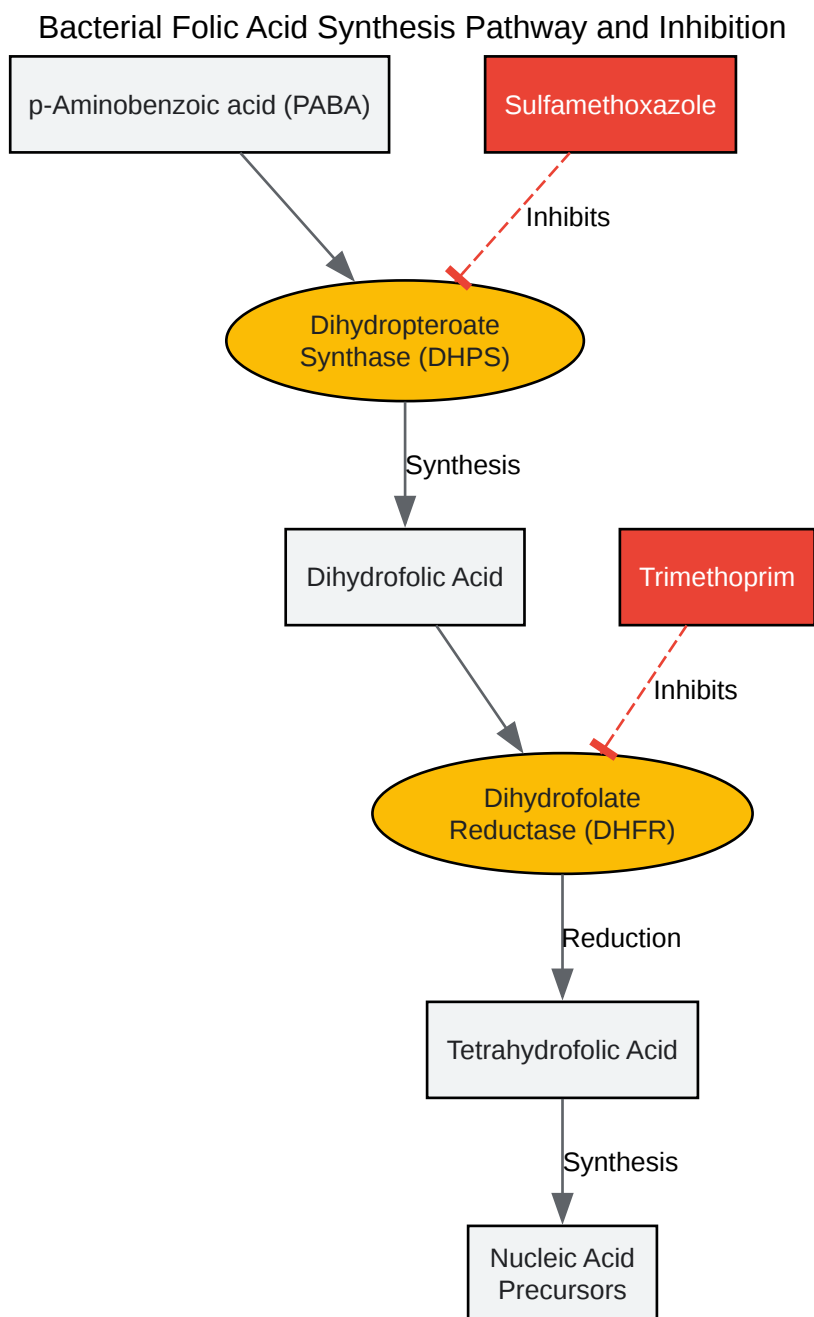 Bacterial Folic Acid Synthesis Pathway and Inhibition
p-Aminobenzoic acid (PABA)
Sulfamethoxazole
Inhibits
Dihydropteroate
Synthase (DHPS)
Synthesis
Dihydrofolic Acid
Trimethoprim
Inhibits
Dihydrofolate
Reductase (DHFR)
Reduction
Tetrahydrofolic Acid
Synthesis
Nucleic Acid
Precursors